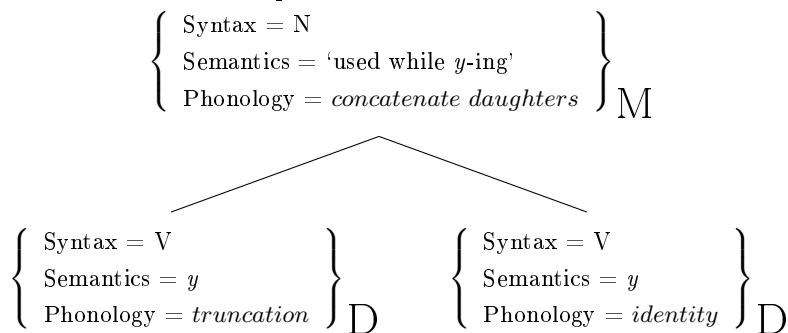 Syntax = N
Semantics = ‘used while y-ing’
Phonology = concatenate daughters
M
Syntax = V
Semantics = y
Phonology = truncation
D
Syntax = V
Semantics = y
Phonology = identity
D